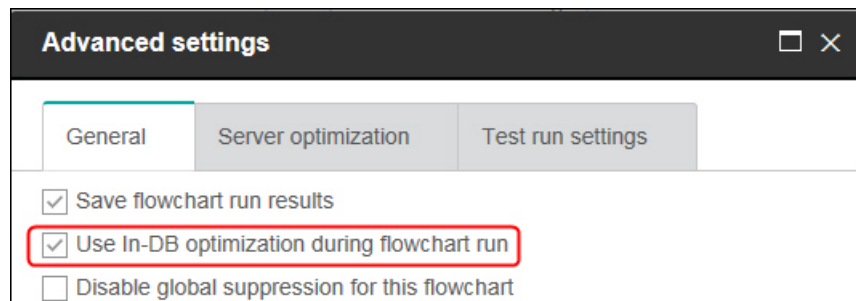 Advanced settings
General Server optimization Test run settings
Save flowchart run results
Use In-DB optimization during flowchart run
Disable global suppression for this flowchart